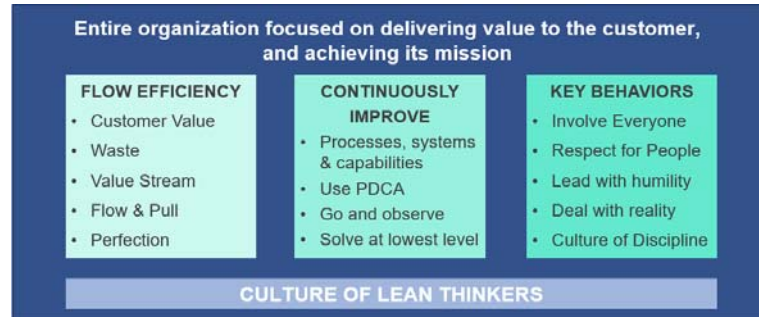 Entire organization focused on delivering value to the customer,
and achieving its mission
FLOW EFFICIENCY
• Customer Value
• Waste
• Value Stream
• Flow & Pull
• Perfection
CONTINUOUSLY
IMPROVE
• Processes, systems
& capabilities
• Use PDCA
• Go and observe
• Solve at lowest level
KEY BEHAVIORS
• Involve Everyone
• Respect for People
• Lead with humility
• Deal with reality
• Culture of Discipline
CULTURE OF LEAN THINKERS